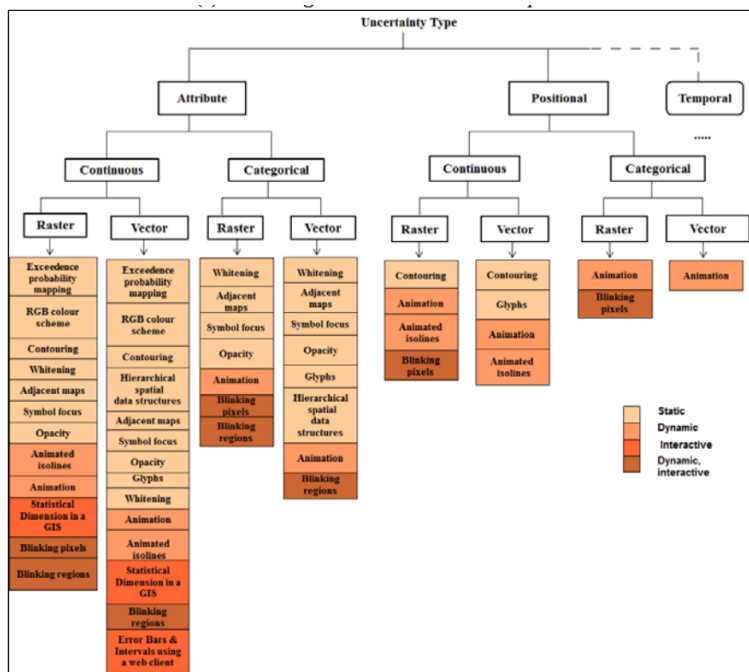 Uncertainty Type
Attribute
Positional
Temporal
.....
Continuous
Categorical
Continuous
Categorical
Raster
Vector
Raster
Vector
Raster
Vector
Raster
Vector
Exceedence
probability
mapping
RGB colour
scheme
Contouring
Whitening
Adjacent maps
Symbol focus
Opacity
Animated
isolines
Animation
Statistical
Dimension in a
GIS
Blinking pixels
Blinking regions
Exceedence
probability
mapping
RGB colour
scheme
Contouring
Hierarchical
spatial
data structures
Adjacent maps
Symbol focus
Opacity
Glyphs
Whitening
Animation
Animated
isolines
Statistical
Dimension in a
GIS
Blinking
regions
Error Bars &
Intervals using
a web client
Whitening
Adjacent
maps
Symbol focus
Opacity
Animation
Blinking
pixels
Blinking
regions
Whitening
Adjacent
maps
Symbol focus
Opacity
Glyphs
Hierarchical
spatial
data
structures
Animation
Blinking
regions
Contouring
Animation
Animated
isolines
Blinking
pixels
Contouring
Glyphs
Animation
Animated
isolines
Animation
Blinking
pixels
Animation
Static
Dynamic
Interactive
Dynamic,
interactive